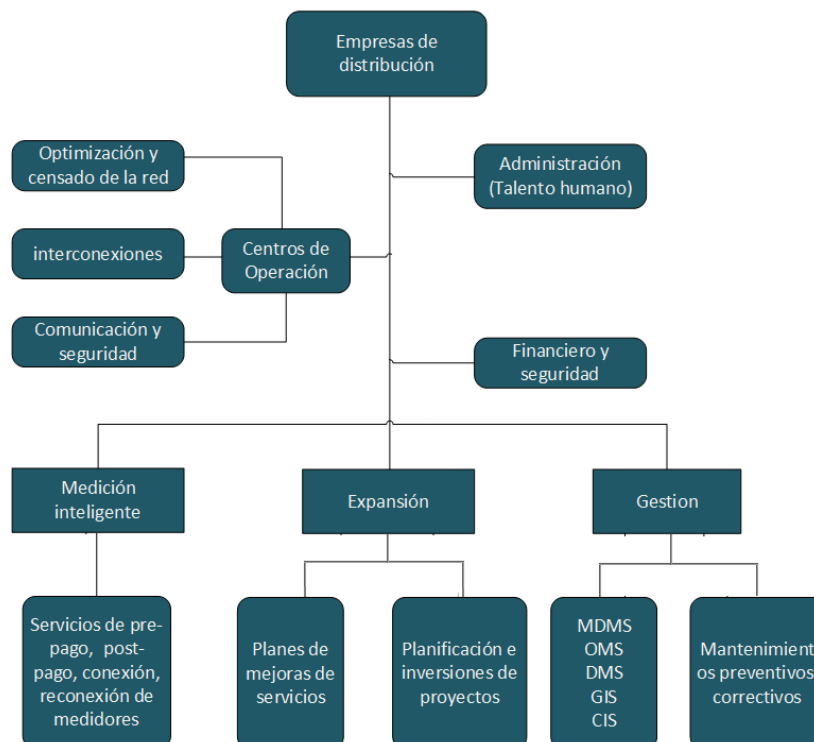 Empresas de
distribución
Optimización y
censado de la red
Administración
(Talento humano)
interconexiones
Centros de
Operación
Comunicación y
seguridad
Financiero y
seguridad
Medición
inteligente
Expansión
Gestion
Servicios de pre-
pago, post-
pago, conexión,
reconexión de
medidores
Planes de
mejoras de
servicios
Planificación e
inversiones de
proyectos
MDMS
OMS
DMS
GIS
CIS
Mantenimient
os preventivos
correctivos